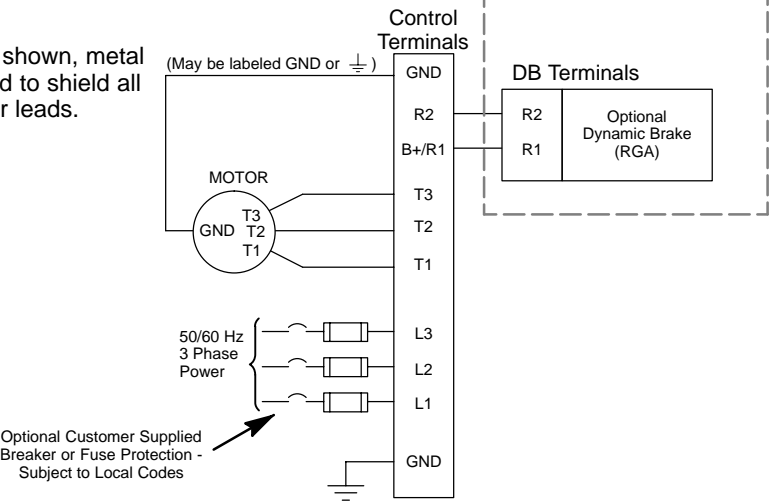 shown, metal
d to shield all
r leads.
Control
Terminals
(May be labeled GND or ⏚)
GND
R2
B+/R1
T3
T2
T1
L3
L2
L1
GND
DB Terminals
R2
R1
Optional
Dynamic Brake
(RGA)
MOTOR
GND
T3
T2
T1
50/60 Hz
3 Phase
Power
Optional Customer Supplied
Breaker or Fuse Protection -
Subject to Local Codes